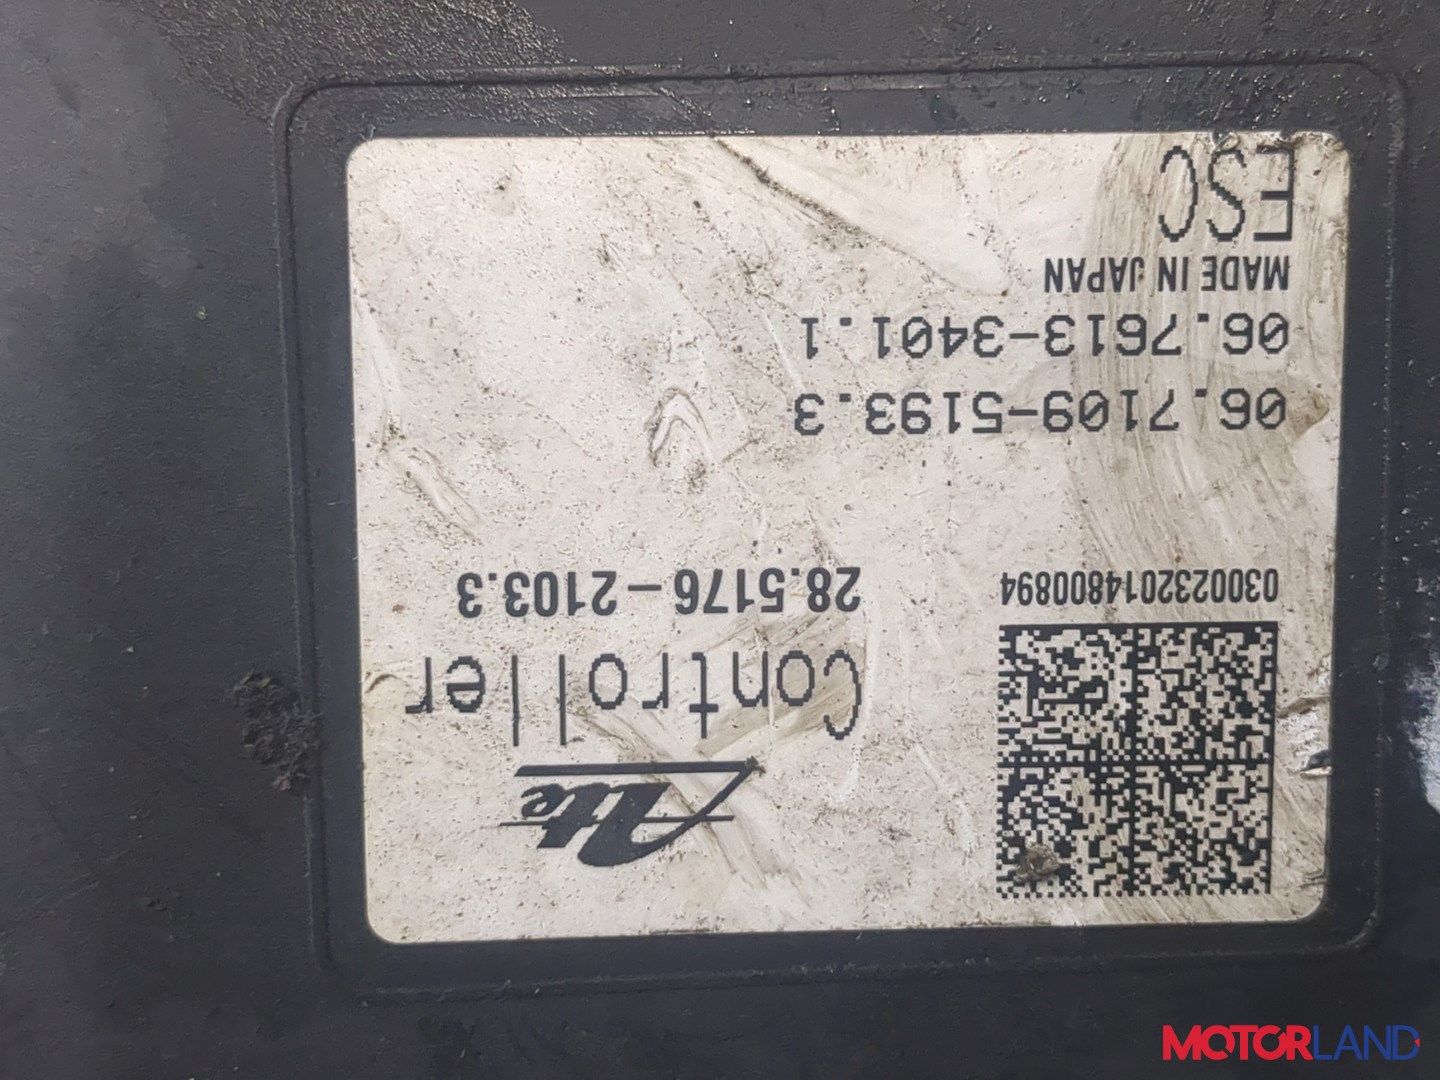 Ate
Controller
28.5176-2103.3
0300232014800894
06.7109-5193.3
06.7613-3401.1
MADE IN JAPAN
ESC
MOTORLAND